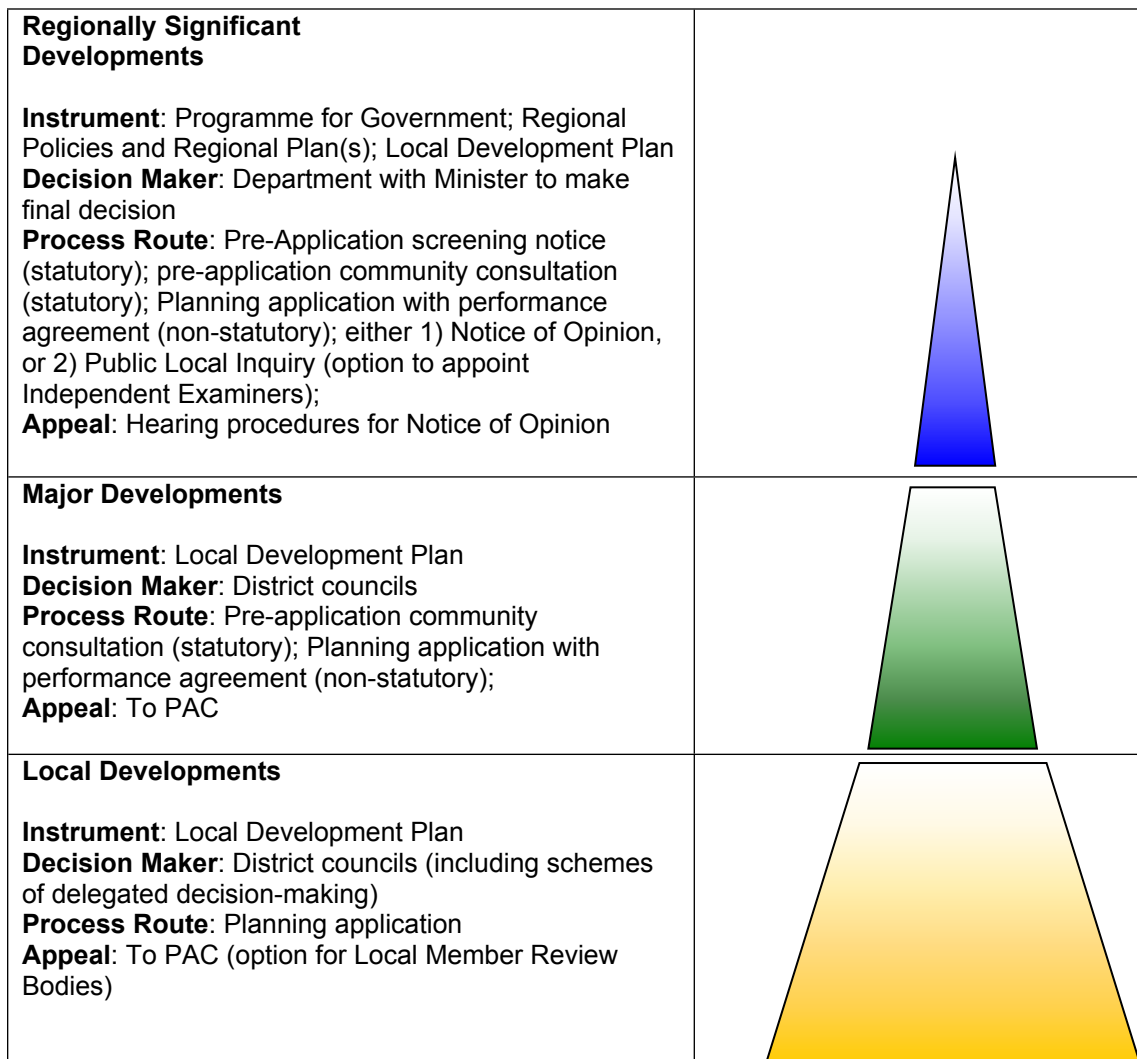 Regionally Significant
Developments
Instrument: Programme for Government; Regional
Policies and Regional Plan(s); Local Development Plan
Decision Maker: Department with Minister to make
final decision
Process Route: Pre-Application screening notice
(statutory); pre-application community consultation
(statutory); Planning application with performance
agreement (non-statutory); either 1) Notice of Opinion,
or 2) Public Local Inquiry (option to appoint
Independent Examiners);
Appeal: Hearing procedures for Notice of Opinion
Major Developments
Instrument: Local Development Plan
Decision Maker: District councils
Process Route: Pre-application community
consultation (statutory); Planning application with
performance agreement (non-statutory);
Appeal: To PAC
Local Developments
Instrument: Local Development Plan
Decision Maker: District councils (including schemes
of delegated decision-making)
Process Route: Planning application
Appeal: To PAC (option for Local Member Review
Bodies)